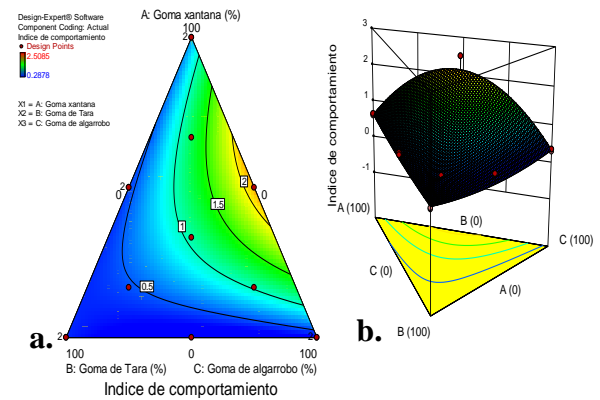 Design-Expert® Software
Component Coding: Actual
Indice de comportamiento
Design Points
2.5085
0.2878
X1 = A: Goma xantana
X2 = B: Goma de Tara
X3 = C: Goma de algarrobo
A: Goma xantana (%)
100
2
2
0
0
2
1.5
1
0.5
2
2
2
a.
100
0
100
B: Goma de Tara (%)
C: Goma de algarrobo (%)
Indice de comportamiento
3
2
1
0
-1
Indice de comportamiento
A (100)
B (0)
C (100)
C (0)
A (0)
B (100)
b.